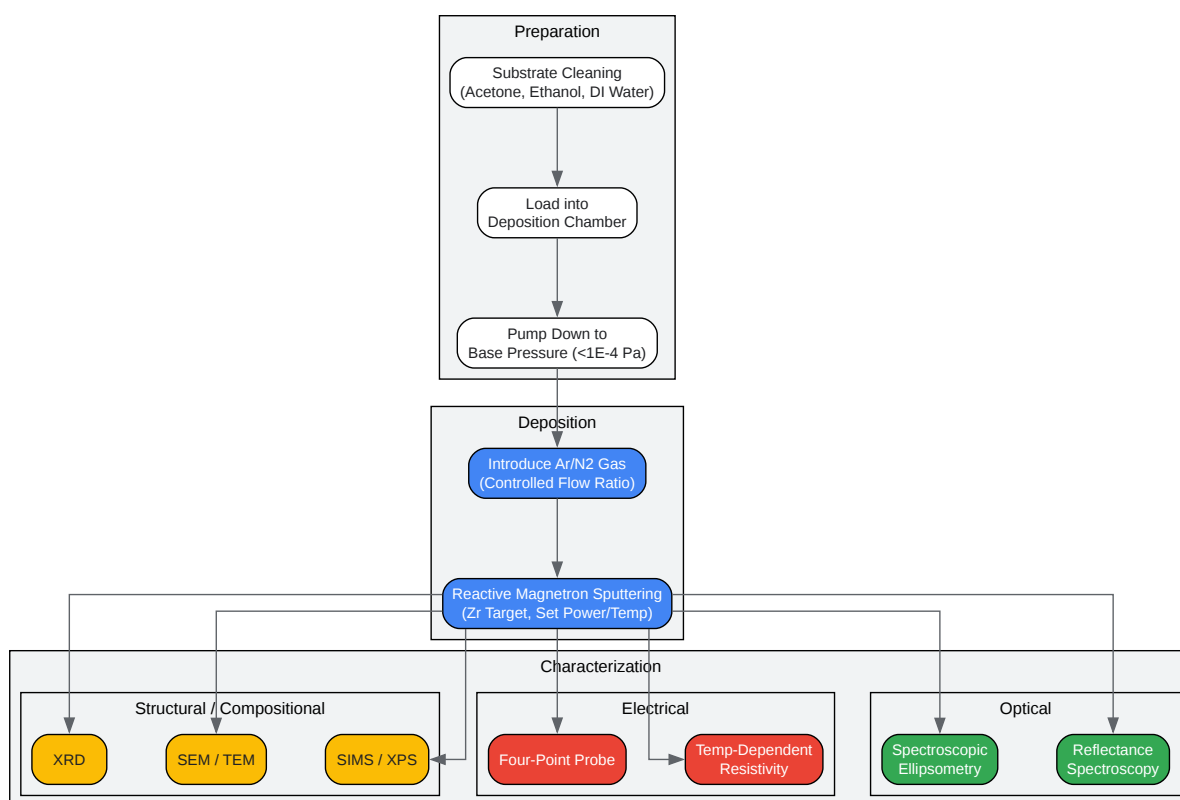 Preparation
Substrate Cleaning
(Acetone, Ethanol, DI Water)
Load into
Deposition Chamber
Pump Down to
Base Pressure (<1E-4 Pa)
Deposition
Introduce Ar/N2 Gas
(Controlled Flow Ratio)
Reactive Magnetron Sputtering
(Zr Target, Set Power/Temp)
Characterization
Structural / Compositional
XRD
SEM / TEM
SIMS / XPS
Electrical
Four-Point Probe
Temp-Dependent
Resistivity
Optical
Spectroscopic
Ellipsometry
Reflectance
Spectroscopy